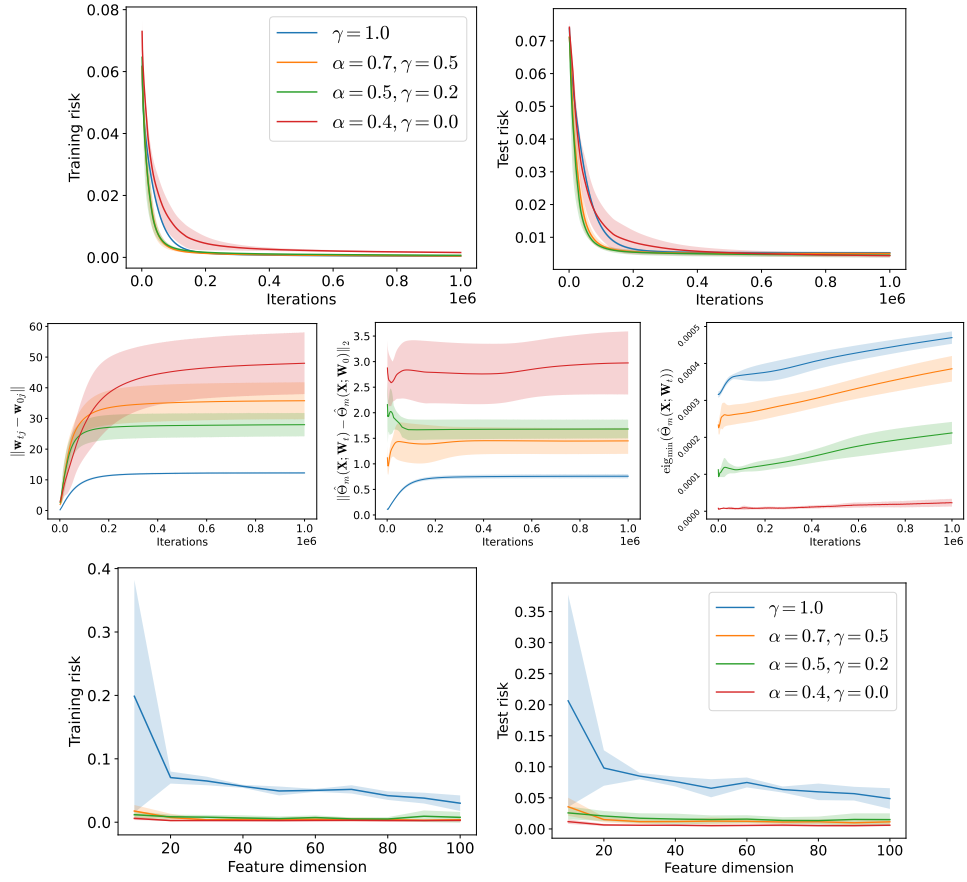 0.08
0.06
0.04
0.02
0.00
Training risk
0.0 0.2 0.4 0.6 0.8 1.0
Iterations
1e6
γ = 1.0
α = 0.7, γ = 0.5
α = 0.5, γ = 0.2
α = 0.4, γ = 0.0
0.07
0.06
0.05
0.04
0.03
0.02
0.01
Test risk
0.0 0.2 0.4 0.6 0.8 1.0
Iterations
1e6
60
50
40
30
20
10
0
||w_{tj} − w_{0j}||
0.0 0.2 0.4 0.6 0.8 1.0
Iterations
1e6
3.5
3.0
2.5
2.0
1.5
1.0
0.5
0.0
||Θ̂_m(X; W_t) − Θ̂_m(X; W_0)||_2
0.0 0.2 0.4 0.6 0.8 1.0
Iterations
1e6
0.0005
0.0004
0.0003
0.0002
0.0001
0.0000
eig_min(Θ̂_m(X; W_t))
0.0 0.2 0.4 0.6 0.8 1.0
Iterations
1e6
0.4
0.3
0.2
0.1
0.0
Training risk
20 40 60 80 100
Feature dimension
0.35
0.30
0.25
0.20
0.15
0.10
0.05
0.00
Test risk
20 40 60 80 100
Feature dimension
γ = 1.0
α = 0.7, γ = 0.5
α = 0.5, γ = 0.2
α = 0.4, γ = 0.0